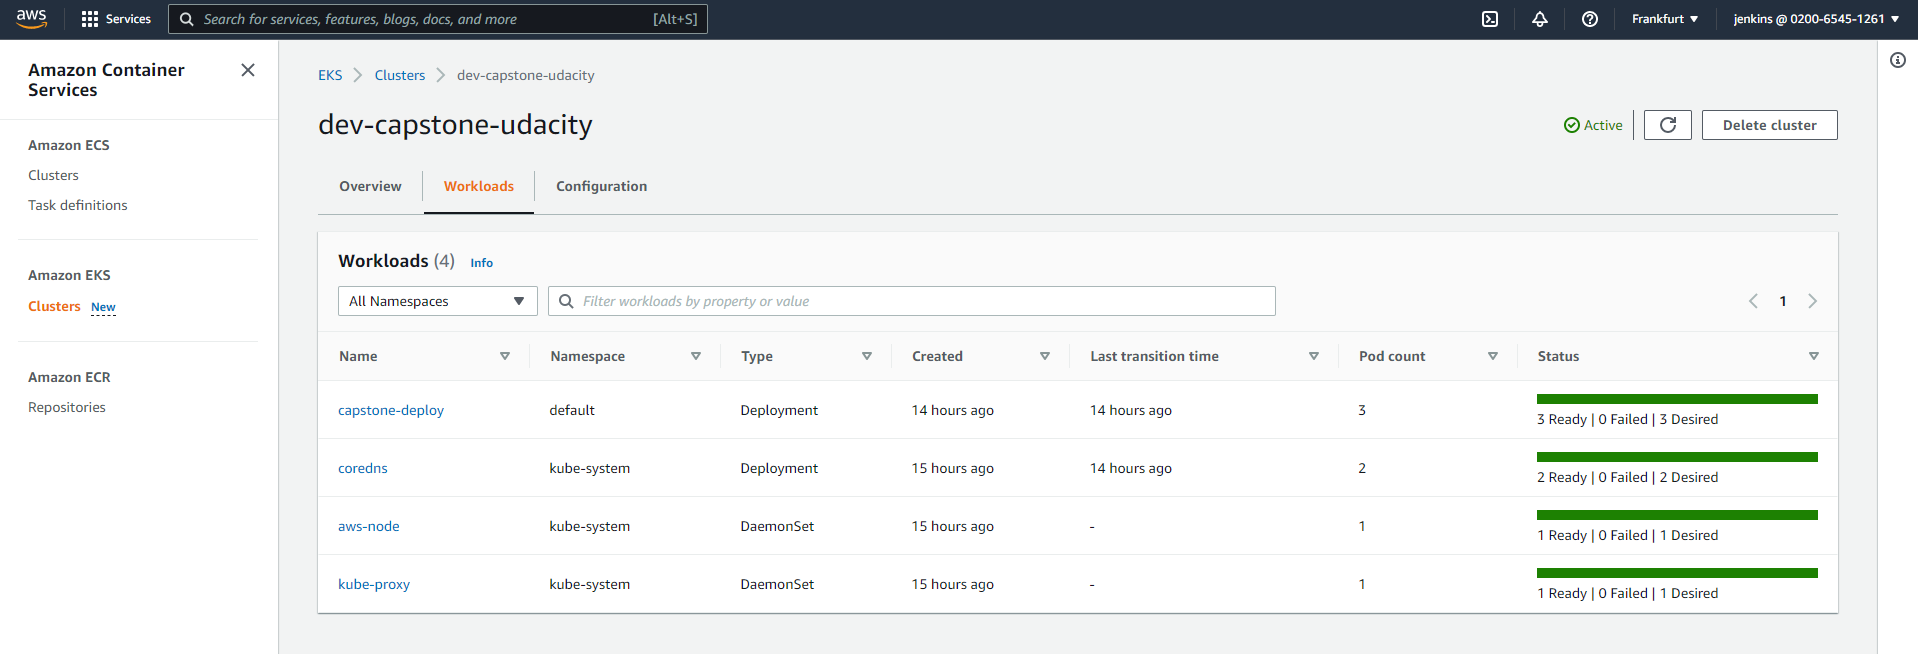 aws Services Search for services, features, blogs, docs, and more [Alt+S] Frankfurt jenkins @ 0200-6545-1261
Amazon Container
Services
Amazon ECS
Clusters
Task definitions
Amazon EKS
Clusters New
Amazon ECR
Repositories
EKS Clusters dev-capstone-udacity
dev-capstone-udacity
Active Delete cluster
Overview Workloads Configuration
Workloads (4) Info
All Namespaces Filter workloads by property or value 1
Name Namespace Type Created Last transition time Pod count Status
capstone-deploy default Deployment 14 hours ago 14 hours ago 3 3 Ready | 0 Failed | 3 Desired
coredns kube-system Deployment 15 hours ago 14 hours ago 2 2 Ready | 0 Failed | 2 Desired
aws-node kube-system DaemonSet 15 hours ago - 1 1 Ready | 0 Failed | 1 Desired
kube-proxy kube-system DaemonSet 15 hours ago - 1 1 Ready | 0 Failed | 1 Desired